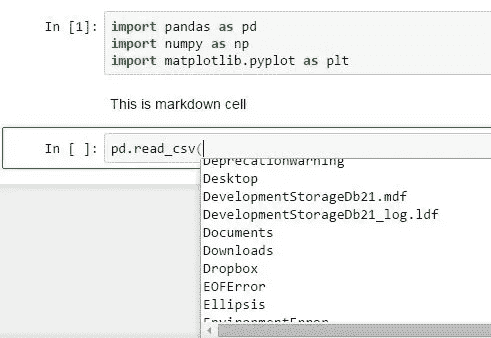 In [1]: import pandas as pd
import numpy as np
import matplotlib.pyplot as plt
This is markdown cell
In [ ]: pd.read_csv(
DeprecationWarning
Desktop
DevelopmentStorageDb21.mdf
DevelopmentStorageDb21_log.ldf
Documents
Downloads
Dropbox
EOFError
Ellipsis
EnvironmentError